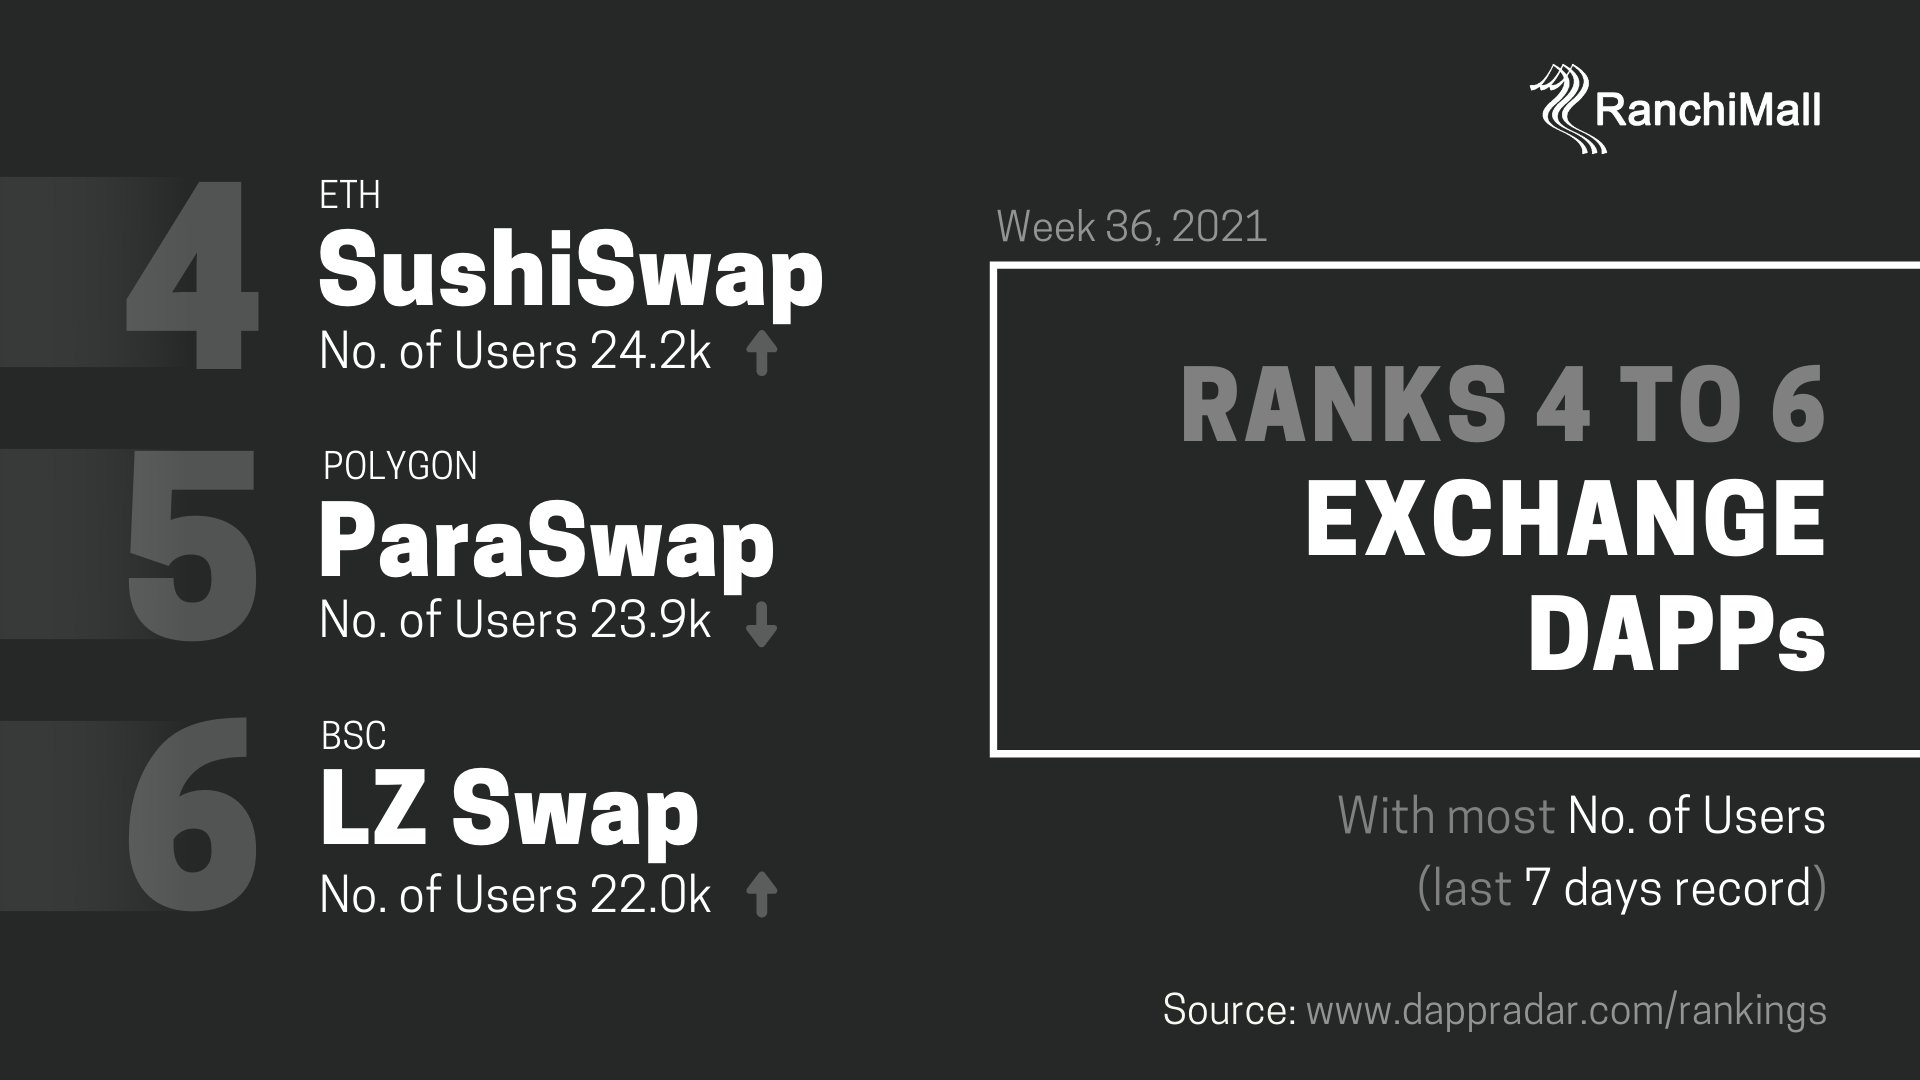 RanchiMall
4
ETH
SushiSwap
No. of Users 24.2k
5
POLYGON
ParaSwap
No. of Users 23.9k
6
BSC
LZ Swap
No. of Users 22.0k
Week 36, 2021
RANKS 4 TO 6
EXCHANGE
DAPPs
With most No. of Users
(last 7 days record)
Source: www.dappradar.com/rankings